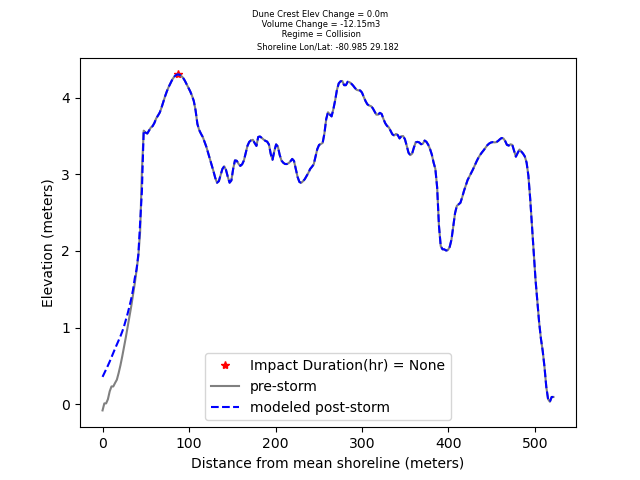 Dune Crest Elev Change = 0.0m
Volume Change = -12.15m3
Regime = Collision
Shoreline Lon/Lat: -80.985 29.182
Elevation (meters)
4
3
2
1
0
Impact Duration(hr) = None
pre-storm
modeled post-storm
0 100 200 300 400 500
Distance from mean shoreline (meters)